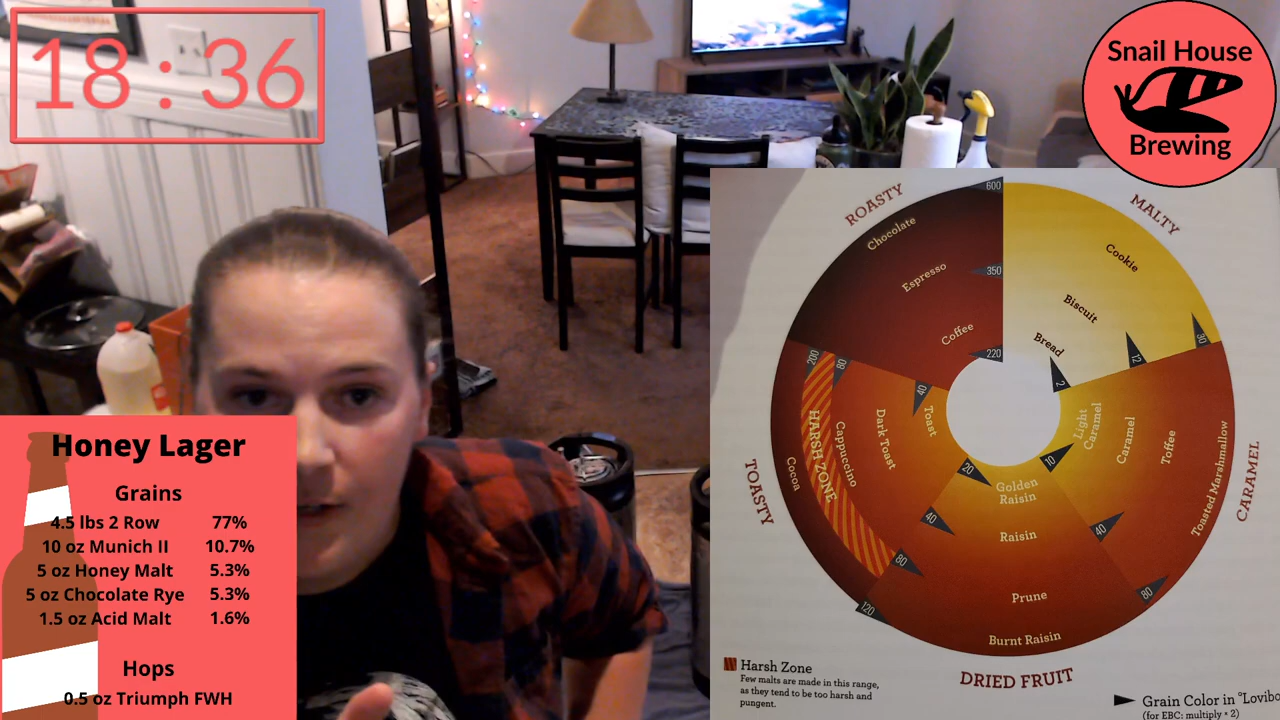 18:36
Snail House
Brewing
Honey Lager
Grains
4.5 lbs 2 Row 77%
10 oz Munich II 10.7%
5 oz Honey Malt 5.3%
5 oz Chocolate Rye 5.3%
1.5 oz Acid Malt 1.6%
Hops
0.5 oz Triumph FWH
ROASTY
Chocolate
Espresso
Coffee
600
350
220
MALTY
Cookie
Biscuit
Bread
2
12
CARAMEL
Light
Caramel
Caramel
Toffee
Toasted Marshmallow
10
40
80
DRIED FRUIT
Golden
Raisin
Raisin
Prune
Burnt Raisin
20
40
80
120
TOASTY
Toast
Dark Toast
Cappuccino
HARSH ZONE
Cocoa
40
80
200
Harsh Zone
Few malts are made in this range,
as they tend to be too harsh and
pungent.
Grain Color in °Lovibo
(for EBC: multiply * 2)